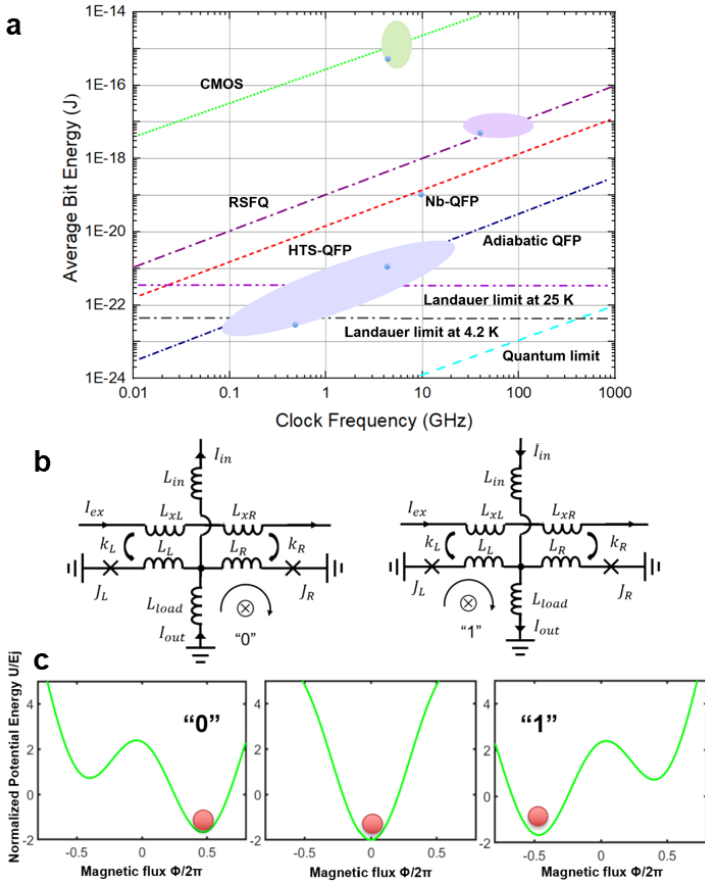 a
1E-14
1E-16
1E-18
1E-20
1E-22
1E-24
Average Bit Energy (J)
CMOS
RSFQ
Nb-QFP
HTS-QFP
Adiabatic QFP
Landauer limit at 25 K
Landauer limit at 4.2 K
Quantum limit
0.01
0.1
1
10
100
1000
Clock Frequency (GHz)
b
I_in
L_in
I_ex
L_xL
L_xR
k_L
L_L
L_R
k_R
J_L
J_R
L_load
I_out
"0"
I_in
L_in
I_ex
L_xL
L_xR
k_L
L_L
L_R
k_R
J_L
J_R
L_load
I_out
"1"
c
Normalized Potential Energy U/Ej
4
2
0
-2
"0"
-0.5
0
0.5
Magnetic flux Φ/2π
4
2
0
-2
-0.5
0
0.5
Magnetic flux Φ/2π
4
2
0
-2
"1"
-0.5
0
0.5
Magnetic flux Φ/2π